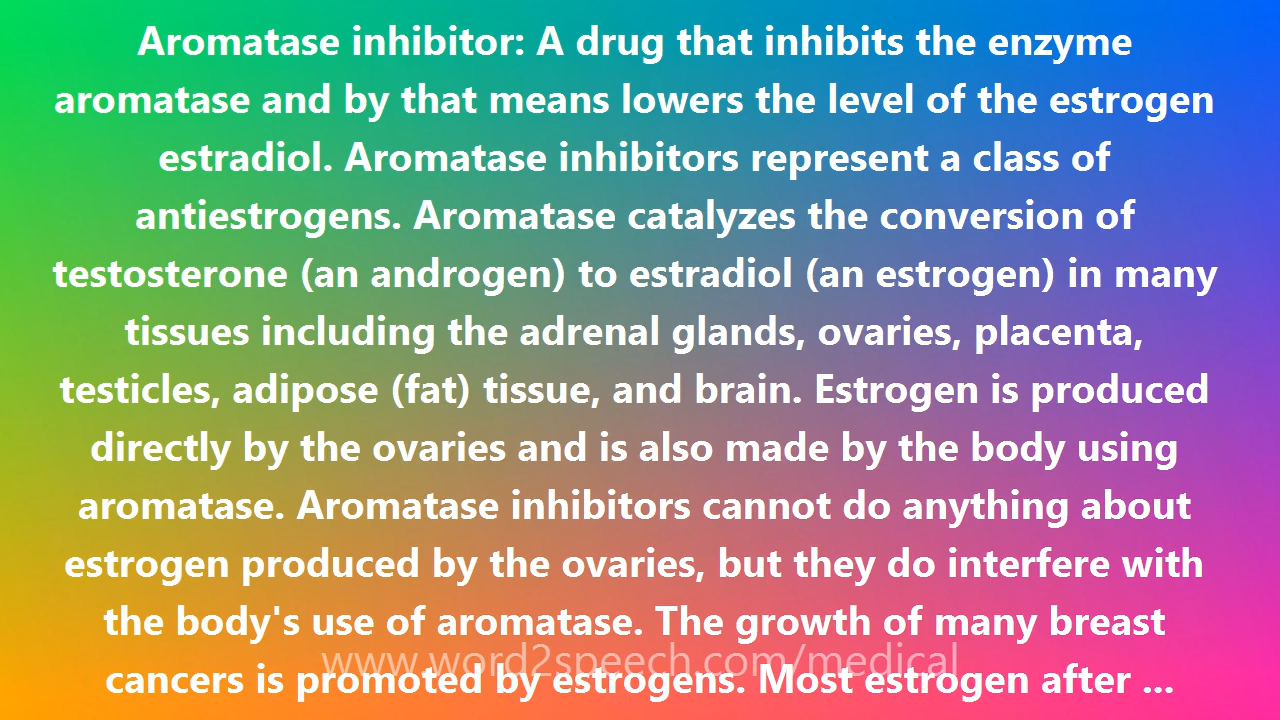 Aromatase inhibitor: A drug that inhibits the enzyme
aromatase and by that means lowers the level of the estrogen
estradiol. Aromatase inhibitors represent a class of
antiestrogens. Aromatase catalyzes the conversion of
testosterone (an androgen) to estradiol (an estrogen) in many
tissues including the adrenal glands, ovaries, placenta,
testicles, adipose (fat) tissue, and brain. Estrogen is produced
directly by the ovaries and is also made by the body using
aromatase. Aromatase inhibitors cannot do anything about
estrogen produced by the ovaries, but they do interfere with
the body's use of aromatase. The growth of many breast
www.word2speech.com/medical
cancers is promoted by estrogens. Most estrogen after ...